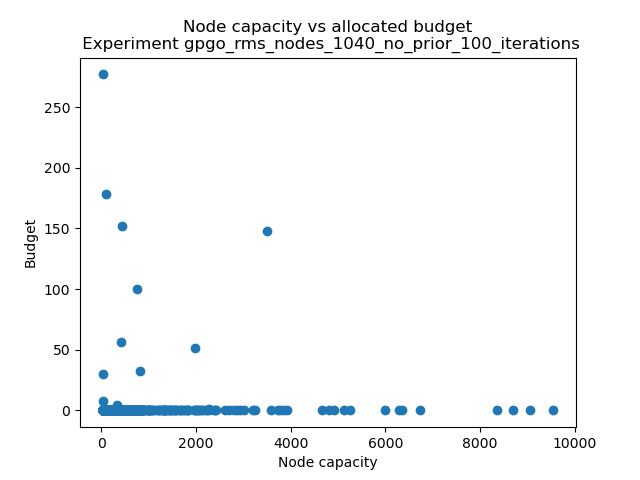 Node capacity vs allocated budget
Experiment gpgo_rms_nodes_1040_no_prior_100_iterations
250
200
150
100
50
0
Budget
0 2000 4000 6000 8000 10000
Node capacity